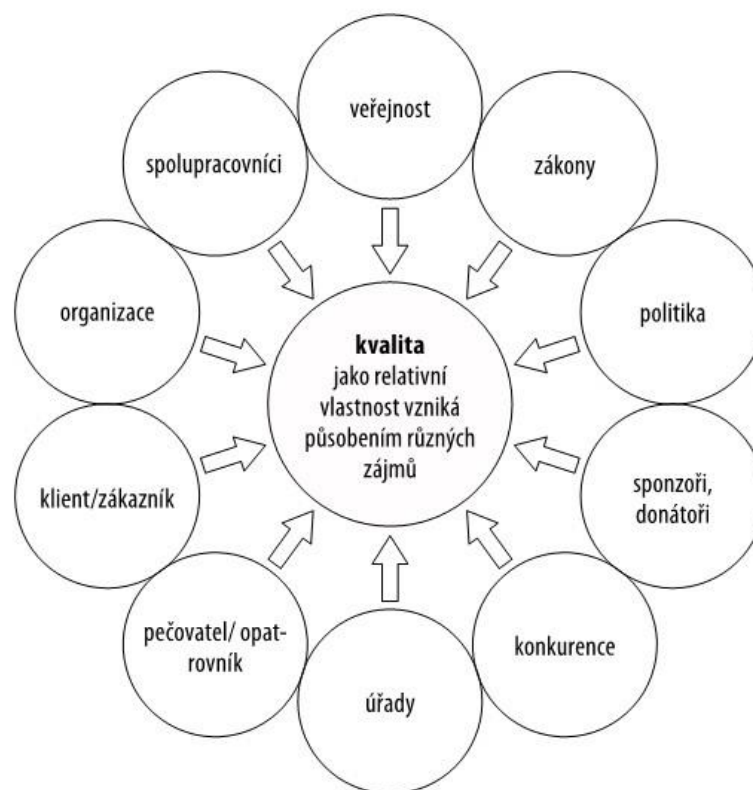 veřejnost
zákony
politika
sponzoři,
donátoři
konkurence
úřady
pečovatel/ opat-
rovník
klient/zákazník
organizace
spolupracovníci
kvalita
jako relativní
vlastnost vzniká
působením různých
zájmů